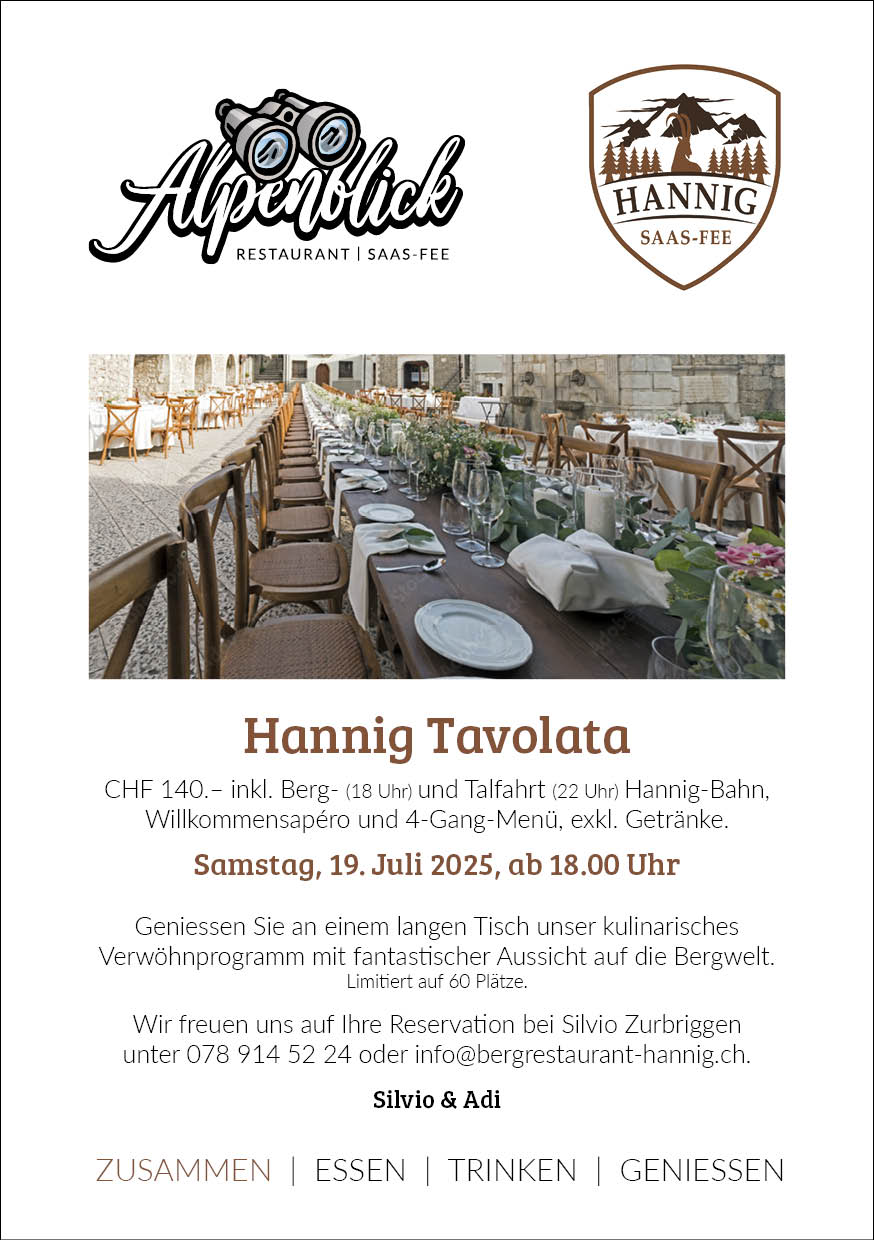 Alpenblick
RESTAURANT | SAAS-FEE
HANNIG
SAAS-FEE
Hannig Tavolata
CHF 140.– inkl. Berg- (18 Uhr) und Talfahrt (22 Uhr) Hannig-Bahn,
Willkommensapéro und 4-Gang-Menü, exkl. Getränke.
Samstag, 19. Juli 2025, ab 18.00 Uhr
Geniessen Sie an einem langen Tisch unser kulinarisches
Verwöhnprogramm mit fantastischer Aussicht auf die Bergwelt.
Limitiert auf 60 Plätze.
Wir freuen uns auf Ihre Reservation bei Silvio Zurbriggen
unter 078 914 52 24 oder info@bergrestaurant-hannig.ch.
Silvio & Adi
ZUSAMMEN | ESSEN | TRINKEN | GENIESSEN